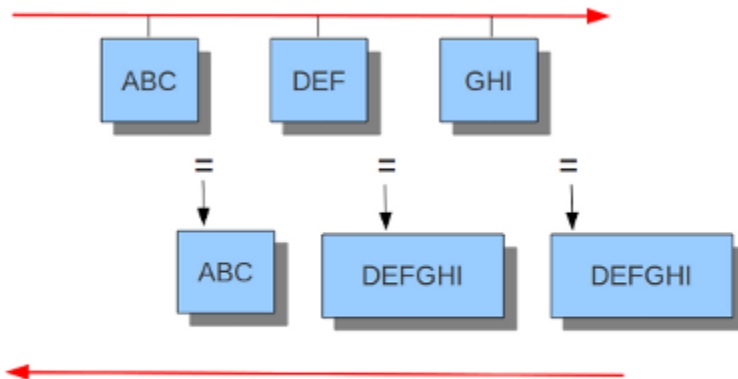 ABC DEF GHI
= = =
ABC DEFGHI DEFGHI